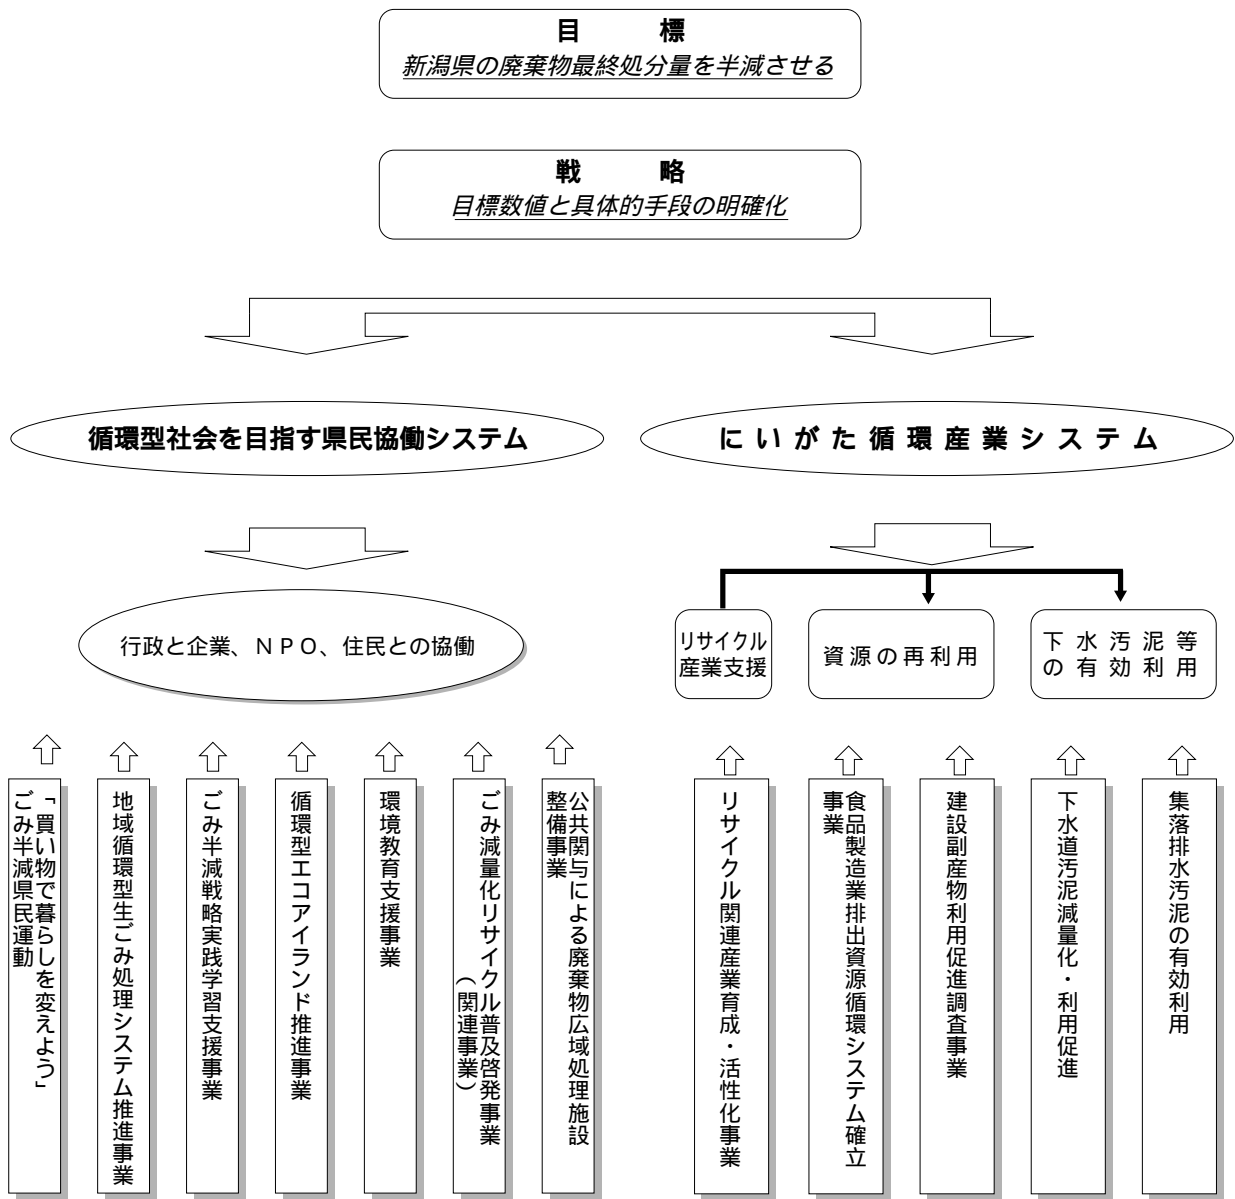 目　標
新潟県の廃棄物最終処分量を半減させる
戦　略
目標数値と具体的手段の明確化
循環型社会を目指す県民協働システム
にいがた循環産業システム
行政と企業、ＮＰＯ、住民との協働
リサイクル
産業支援
資源の再利用
下水汚泥等
の有効利用
「買い物で暮らしを変えよう」
ごみ半減県民運動
地域循環型生ごみ処理システム推進事業
ごみ半減戦略実践学習支援事業
循環型エコアイランド推進事業
環境教育支援事業
ごみ減量化リサイクル普及啓発事業
（関連事業）
公共関与による廃棄物広域処理施設
整備事業
リサイクル関連産業育成・活性化事業
食品製造業排出資源循環システム確立
事業
建設副産物利用促進調査事業
下水道汚泥減量化・利用促進
集落排水汚泥の有効利用